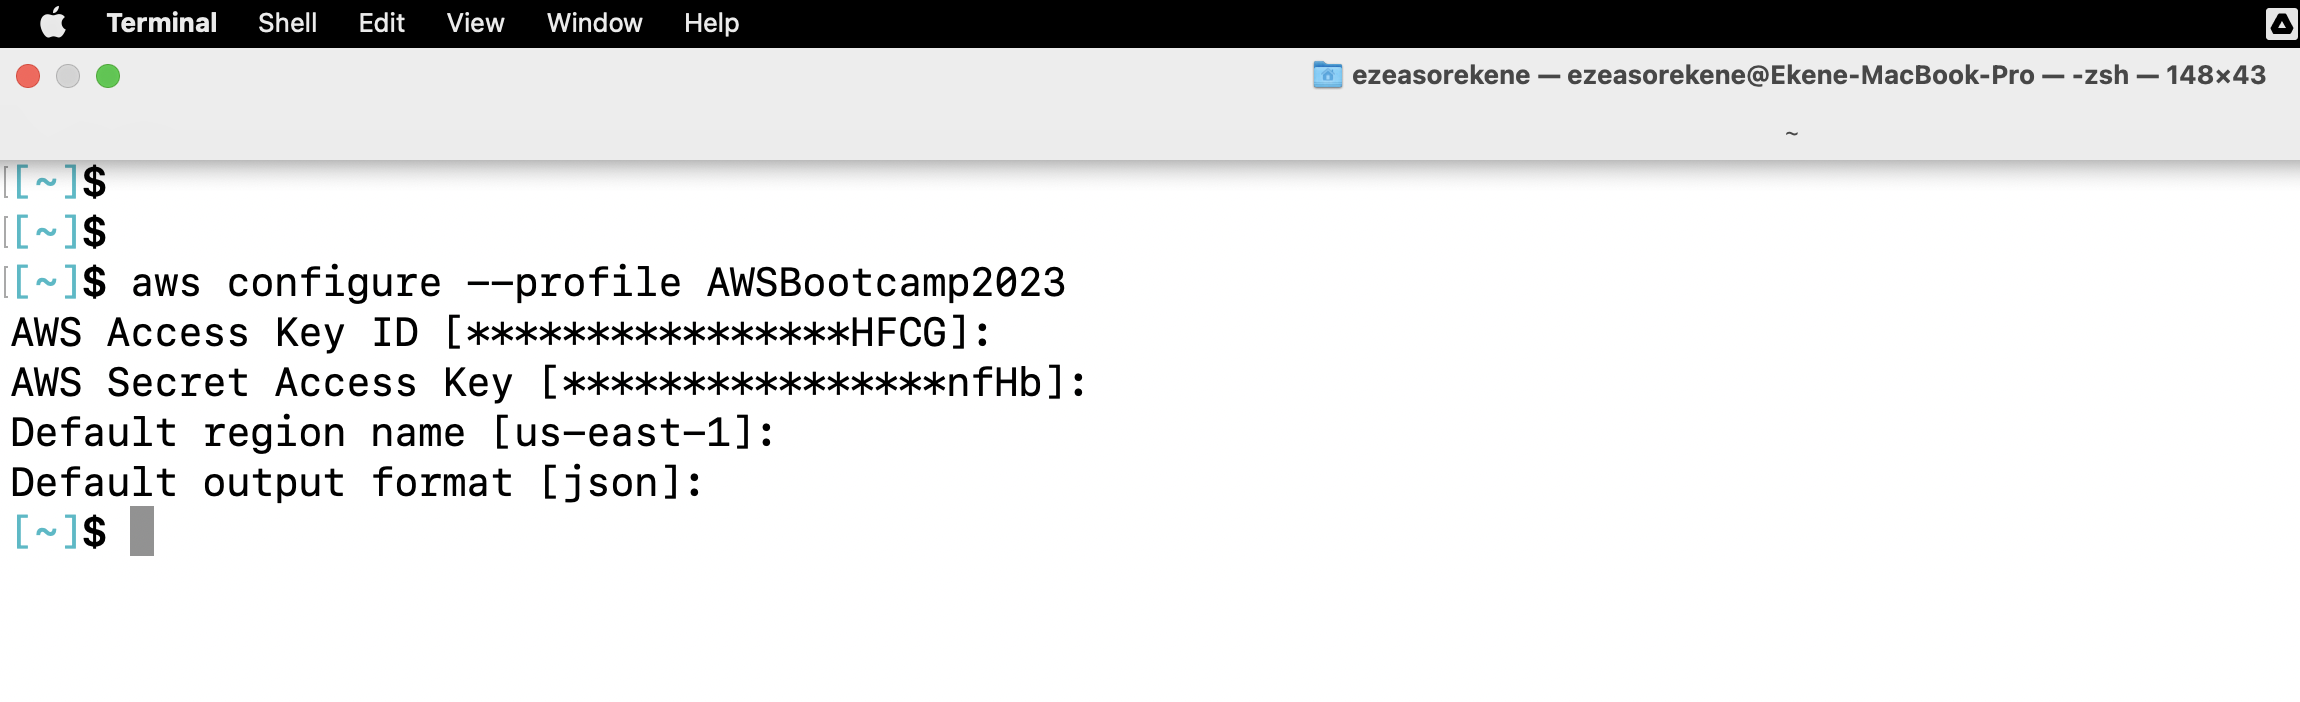 Terminal Shell Edit View Window Help
ezeasorekene — ezeasorekene@Ekene-MacBook-Pro — -zsh — 148×43
~
[~]$
[~]$
[~]$ aws configure --profile AWSBootcamp2023
AWS Access Key ID [****************HFCG]:
AWS Secret Access Key [****************nfHb]:
Default region name [us-east-1]:
Default output format [json]:
[~]$